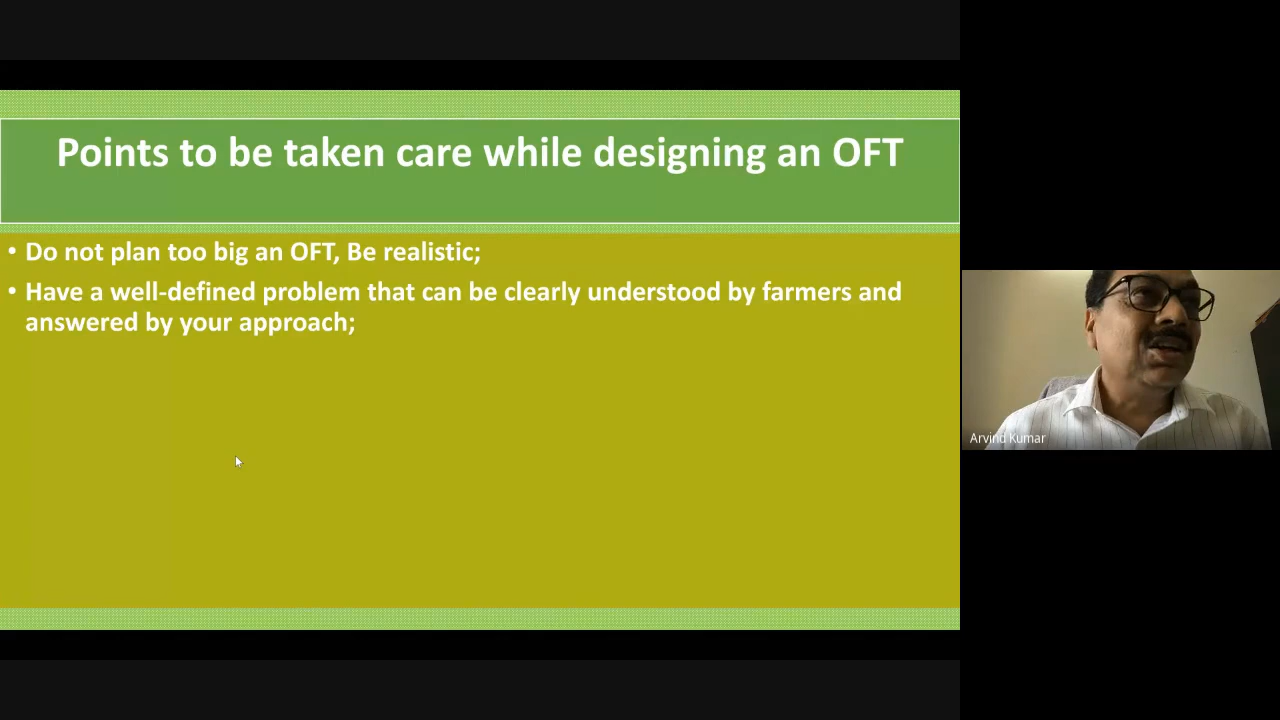 Points to be taken care while designing an OFT
• Do not plan too big an OFT, Be realistic;
• Have a well-defined problem that can be clearly understood by farmers and
answered by your approach;
Arvind Kumar